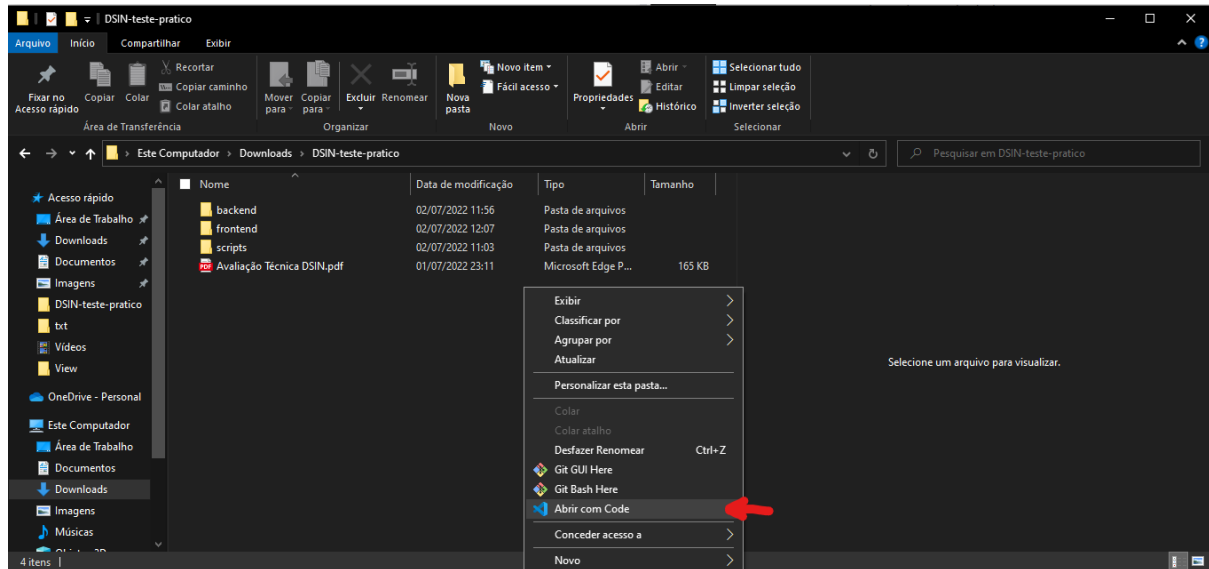 DSIN-teste-pratico
Arquivo Início Compartilhar Exibir
Fixar no Acesso rápido
Copiar
Colar
Recortar
Copiar caminho
Colar atalho
Área de Transferência
Mover para
Copiar para
Excluir
Renomear
Organizar
Nova pasta
Novo item
Fácil acesso
Novo
Propriedades
Abrir
Editar
Histórico
Abrir
Selecionar tudo
Limpar seleção
Inverter seleção
Selecionar
Este Computador > Downloads > DSIN-teste-pratico
Pesquisar em DSIN-teste-pratico
Acesso rápido
Área de Trabalho
Downloads
Documentos
Imagens
DSIN-teste-pratico
txt
Vídeos
View
OneDrive - Personal
Este Computador
Área de Trabalho
Documentos
Downloads
Imagens
Músicas
Nome Data de modificação Tipo Tamanho
backend 02/07/2022 11:56 Pasta de arquivos
frontend 02/07/2022 12:07 Pasta de arquivos
scripts 02/07/2022 11:03 Pasta de arquivos
PDF Avaliação Técnica DSIN.pdf 01/07/2022 23:11 Microsoft Edge P... 165 KB
Exibir
Classificar por
Agrupar por
Atualizar
Personalizar esta pasta...
Colar
Colar atalho
Desfazer Renomear Ctrl+Z
Git GUI Here
Git Bash Here
Abrir com Code
Conceder acesso a
Novo
Selecione um arquivo para visualizar.
4 itens